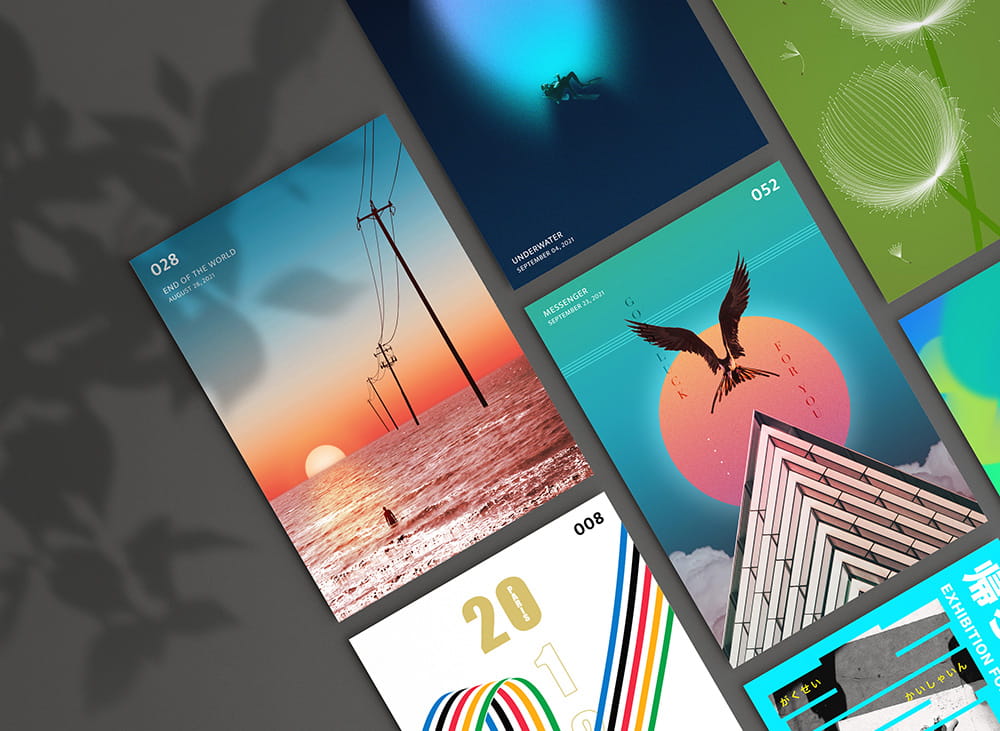 028
END OF THE WORLD
AUGUST 28, 2021
UNDERWATER
SEPTEMBER 04, 2021
052
MESSENGER
SEPTEMBER 23, 2021
GOOD LUCK
FOR YOU
008
20
1
EXHIBITION FO
がくせい
かいしゃいん